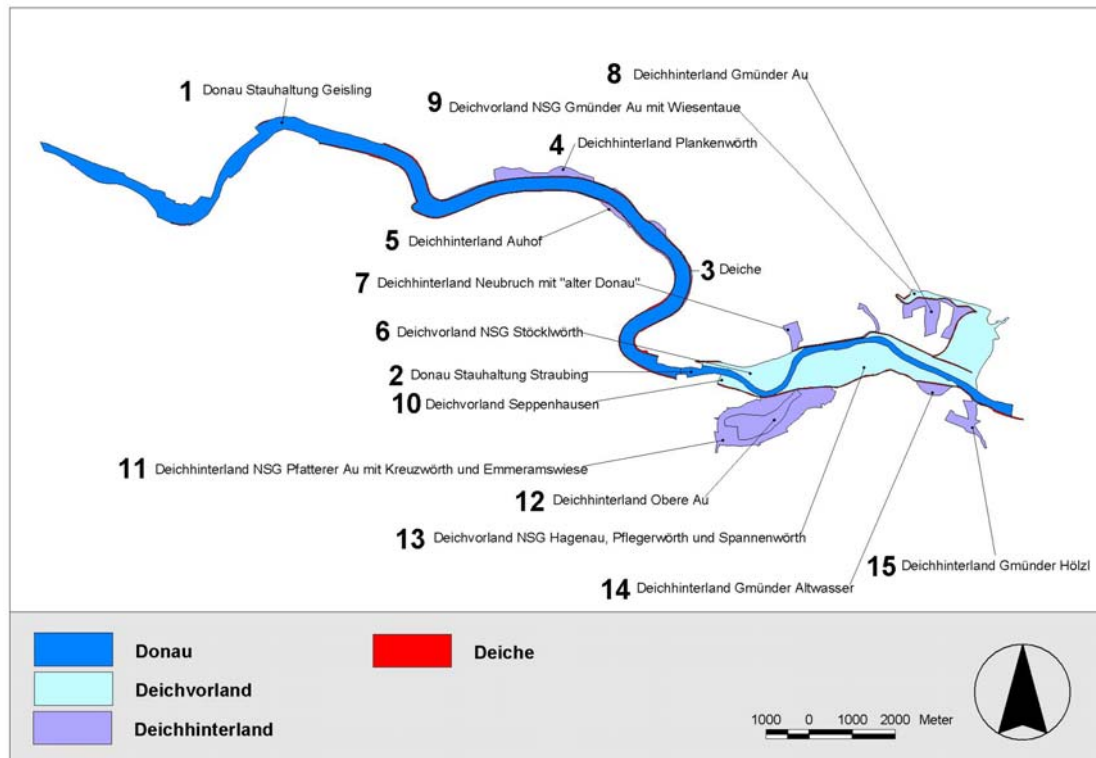 8 Deichhinterland Gmünder Au
1 Donau Stauhaltung Geisling
9 Deichvorland NSG Gmünder Au mit Wiesentaue
4 Deichhinterland Plankenwörth
5 Deichhinterland Auhof
3 Deiche
7 Deichhinterland Neubruch mit "alter Donau"
6 Deichvorland NSG Stöcklwörth
2 Donau Stauhaltung Straubing
10 Deichvorland Seppenhausen
11 Deichhinterland NSG Pfatterer Au mit Kreuzwörth und Emmeramswiese
12 Deichhinterland Obere Au
13 Deichvorland NSG Hagenau, Pflegerwörth und Spannenwörth
15 Deichhinterland Gmünder Hölzl
14 Deichhinterland Gmünder Altwasser
Donau
Deiche
Deichvorland
Deichhinterland
1000 0 1000 2000 Meter